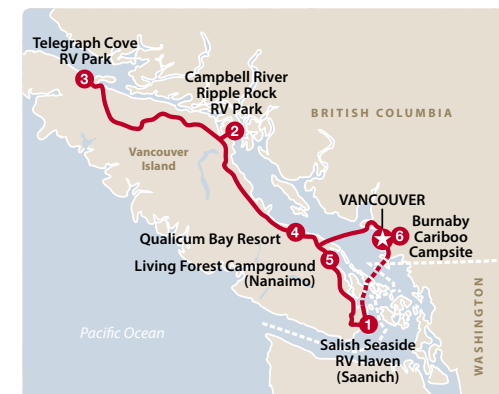 Telegraph Cove
RV Park
3
Campbell River
Ripple Rock
RV Park
2
BRITISH COLUMBIA
Vancouver
Island
VANCOUVER
6
Burnaby
Cariboo
Campsite
4
Qualicum Bay Resort
5
Living Forest Campground
(Nanaimo)
WASHINGTON
Pacific Ocean
1
Salish Seaside
RV Haven
(Saanich)